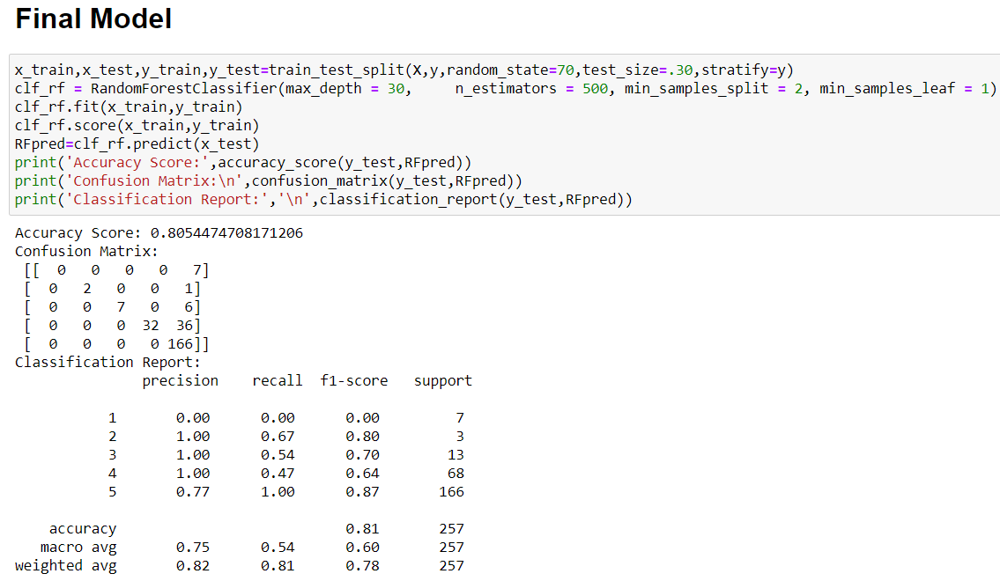 Final Model
x_train,x_test,y_train,y_test=train_test_split(X,y,random_state=70,test_size=.30,stratify=y)
clf_rf = RandomForestClassifier(max_depth = 30,     n_estimators = 500, min_samples_split = 2, min_samples_leaf = 1)
clf_rf.fit(x_train,y_train)
clf_rf.score(x_train,y_train)
RFpred=clf_rf.predict(x_test)
print('Accuracy Score:',accuracy_score(y_test,RFpred))
print('Confusion Matrix:\n',confusion_matrix(y_test,RFpred))
print('Classification Report:','\n',classification_report(y_test,RFpred))
Accuracy Score: 0.8054474708171206
Confusion Matrix:
 [[  0   0   0   0   7]
 [  0   2   0   0   1]
 [  0   0   7   0   6]
 [  0   0   0  32  36]
 [  0   0   0   0 166]]
Classification Report:
               precision    recall  f1-score   support
           1       0.00      0.00      0.00         7
           2       1.00      0.67      0.80         3
           3       1.00      0.54      0.70        13
           4       1.00      0.47      0.64        68
           5       0.77      1.00      0.87       166
    accuracy                           0.81       257
   macro avg       0.75      0.54      0.60       257
weighted avg       0.82      0.81      0.78       257